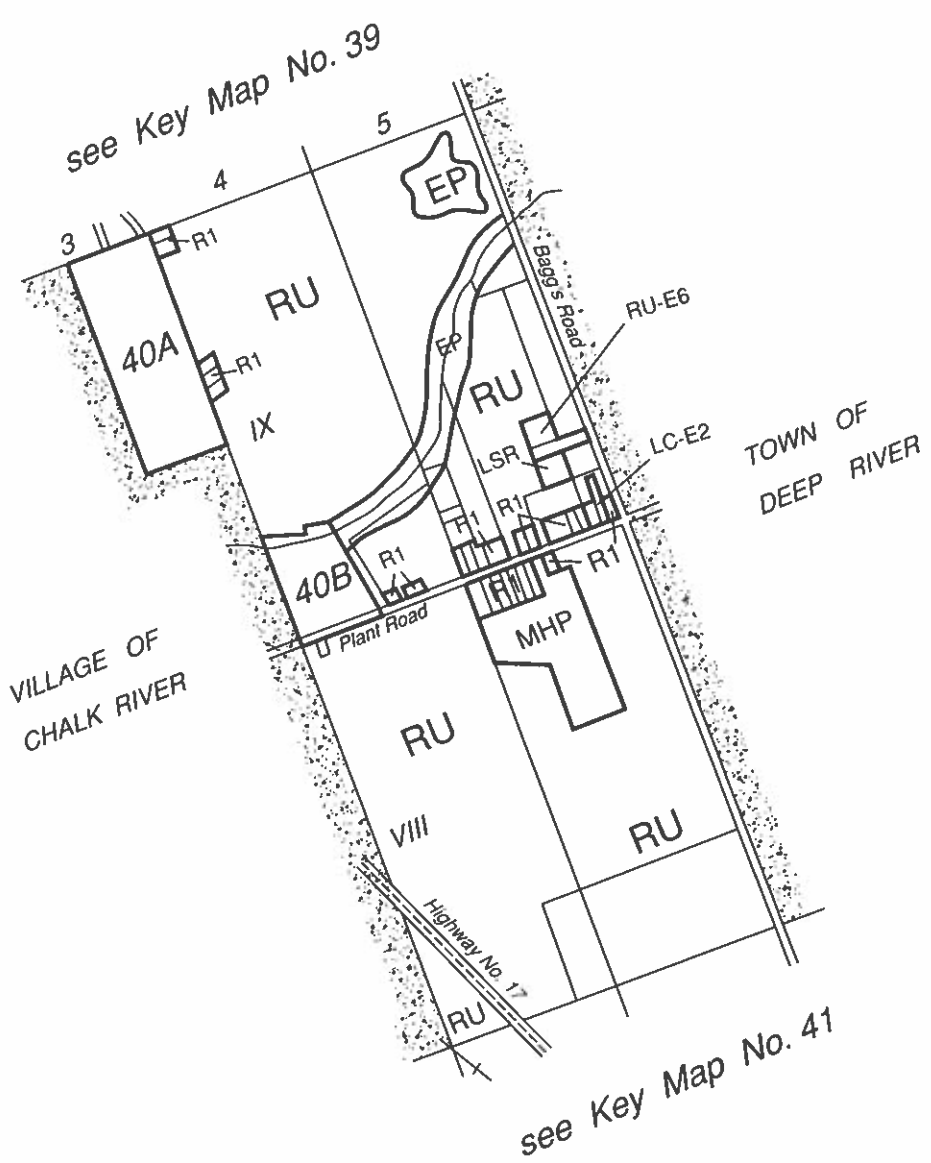 see Key Map No. 39
5
4
3
EP
R1
RU
Bagg's Road
RU-E6
40A
EP
R1
RU
IX
LC-E2
TOWN OF
DEEP RIVER
LSR
R1
R1
R1
R1
40B
R1
U Plant Road
MHP
VILLAGE OF
CHALK RIVER
RU
VIII
RU
Highway No. 17
RU
see Key Map No. 41